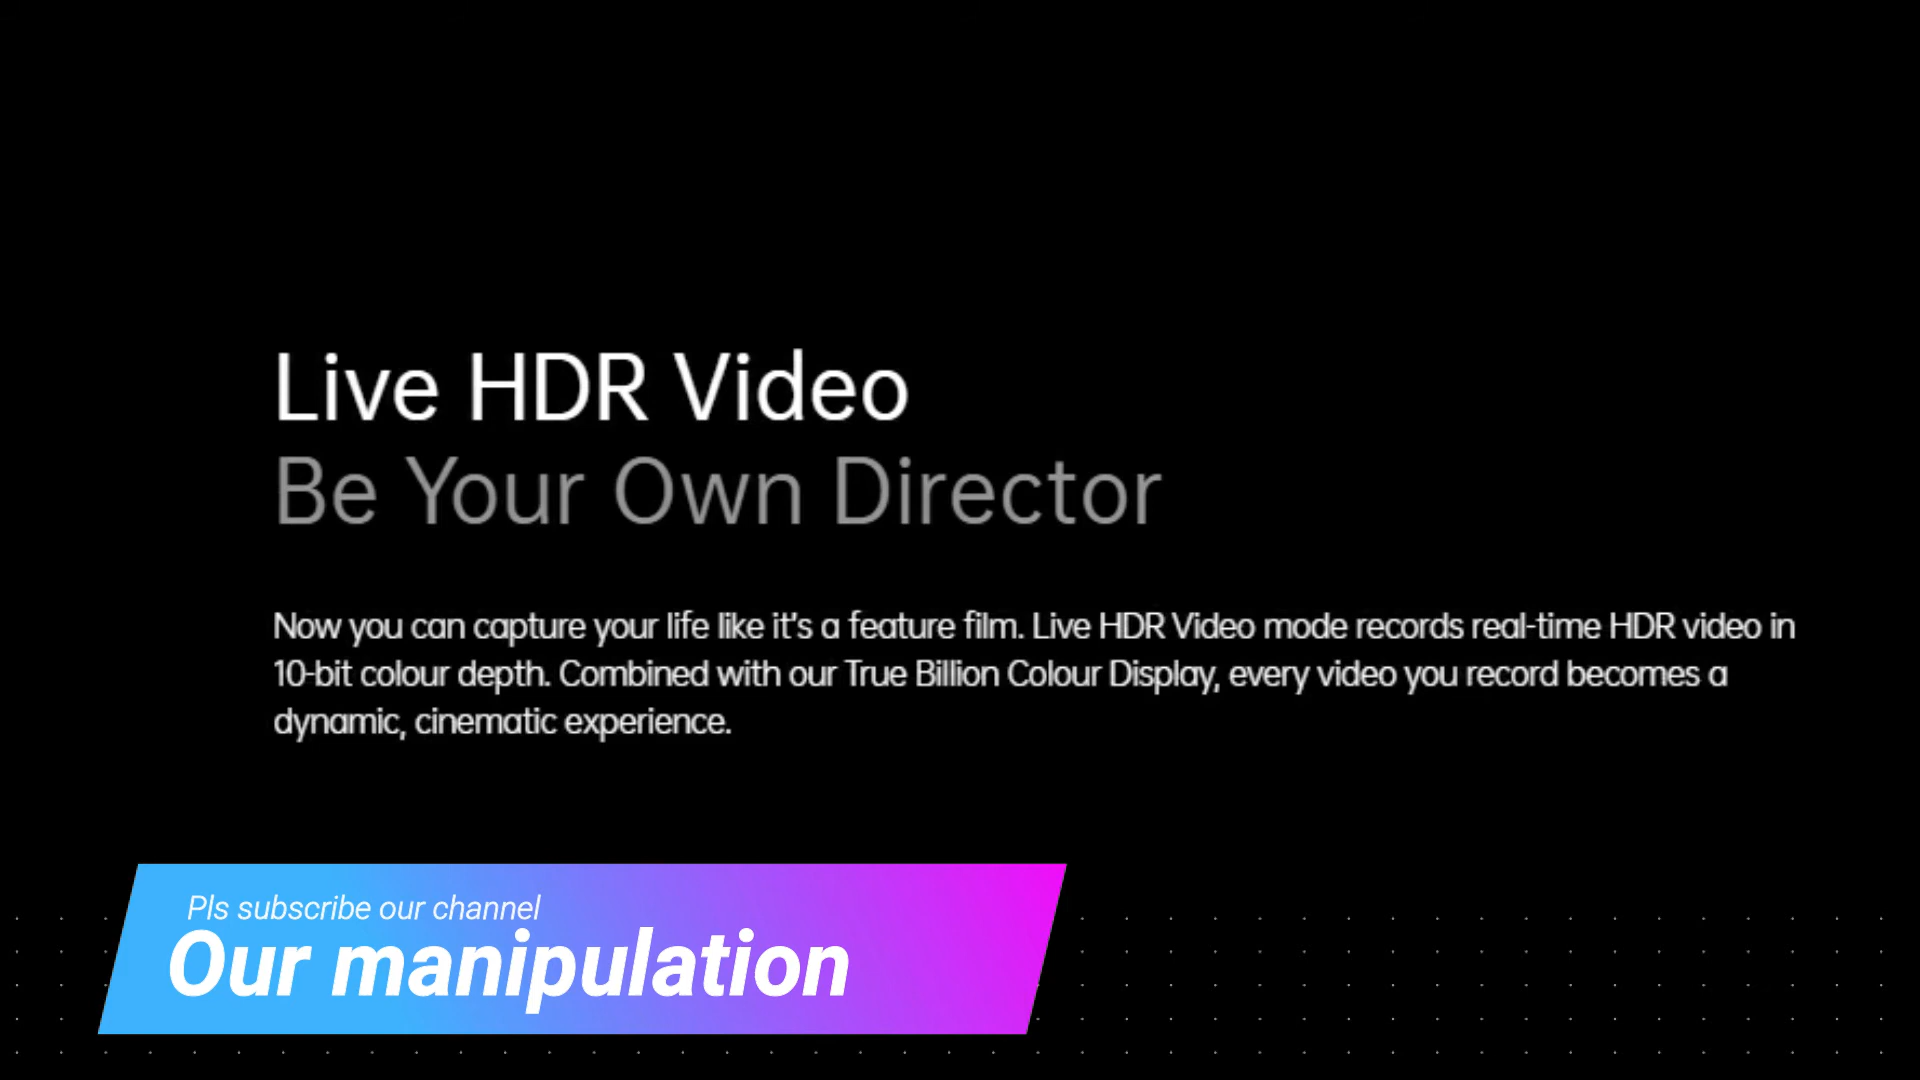 Live HDR Video
Be Your Own Director
Now you can capture your life like it's a feature film. Live HDR Video mode records real-time HDR video in
10-bit colour depth. Combined with our True Billion Colour Display, every video you record becomes a
dynamic, cinematic experience.
Pls subscribe our channel
Our manipulation